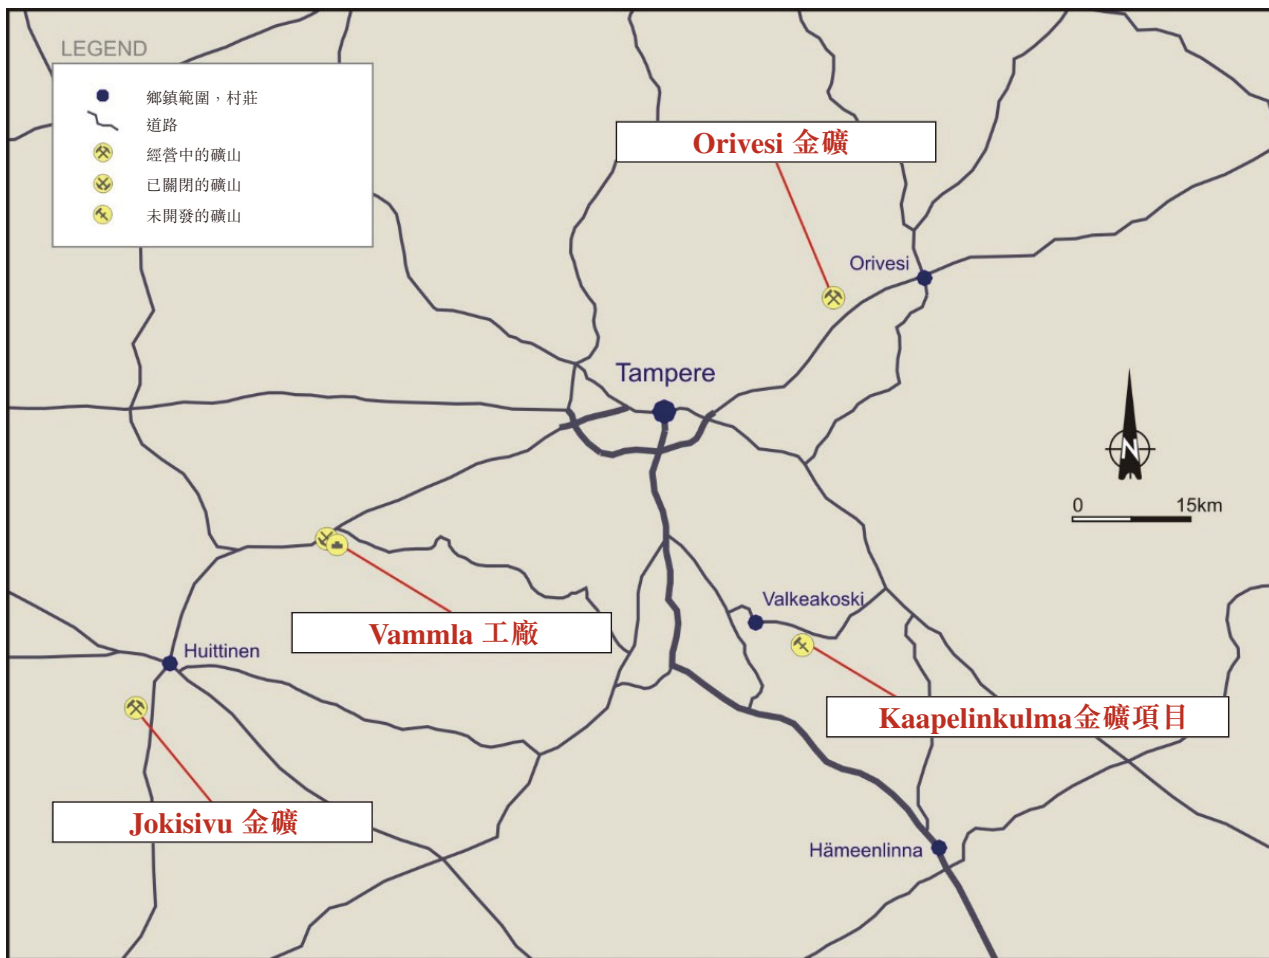 LEGEND
鄉鎮範圍，村莊
道路
經營中的礦山
已關閉的礦山
未開發的礦山
Orivesi 金礦
Orivesi
Tampere
N
0 15km
Vammla 工廠
Valkeakoski
Huittinen
Kaapelinkulma金礦項目
Jokisivu 金礦
Hämeenlinna